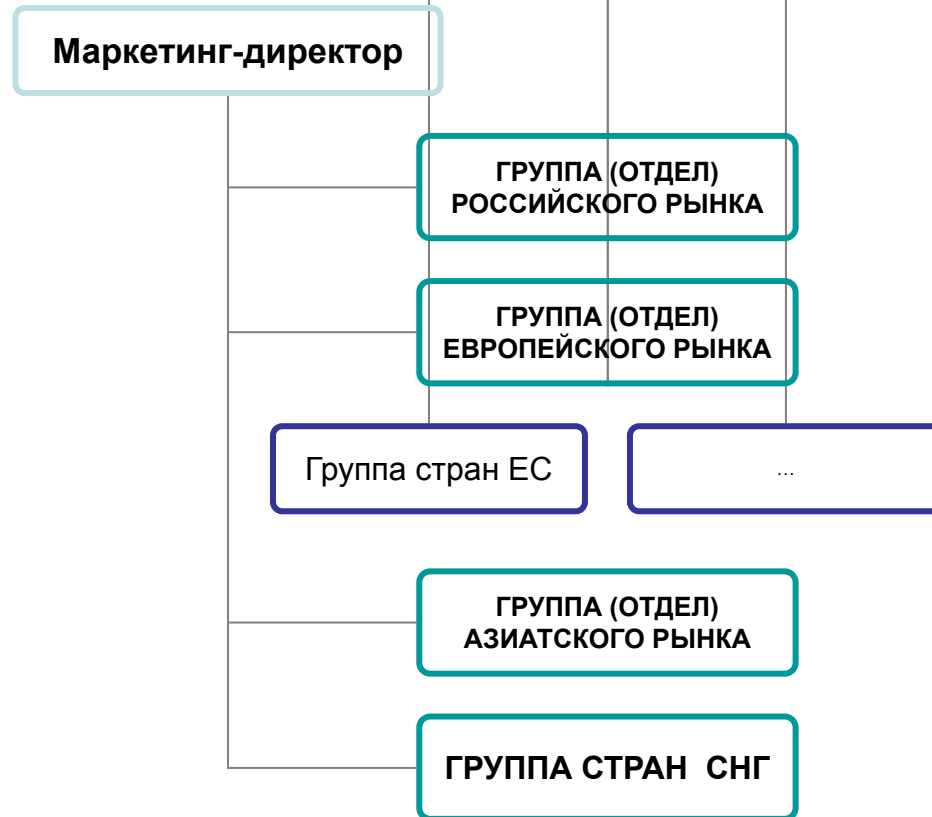 Маркетинг-директор
ГРУППА (ОТДЕЛ)
РОССИЙСКОГО РЫНКА
ГРУППА (ОТДЕЛ)
ЕВРОПЕЙСКОГО РЫНКА
Группа стран ЕС
...
ГРУППА (ОТДЕЛ)
АЗИАТСКОГО РЫНКА
ГРУППА СТРАН  СНГ